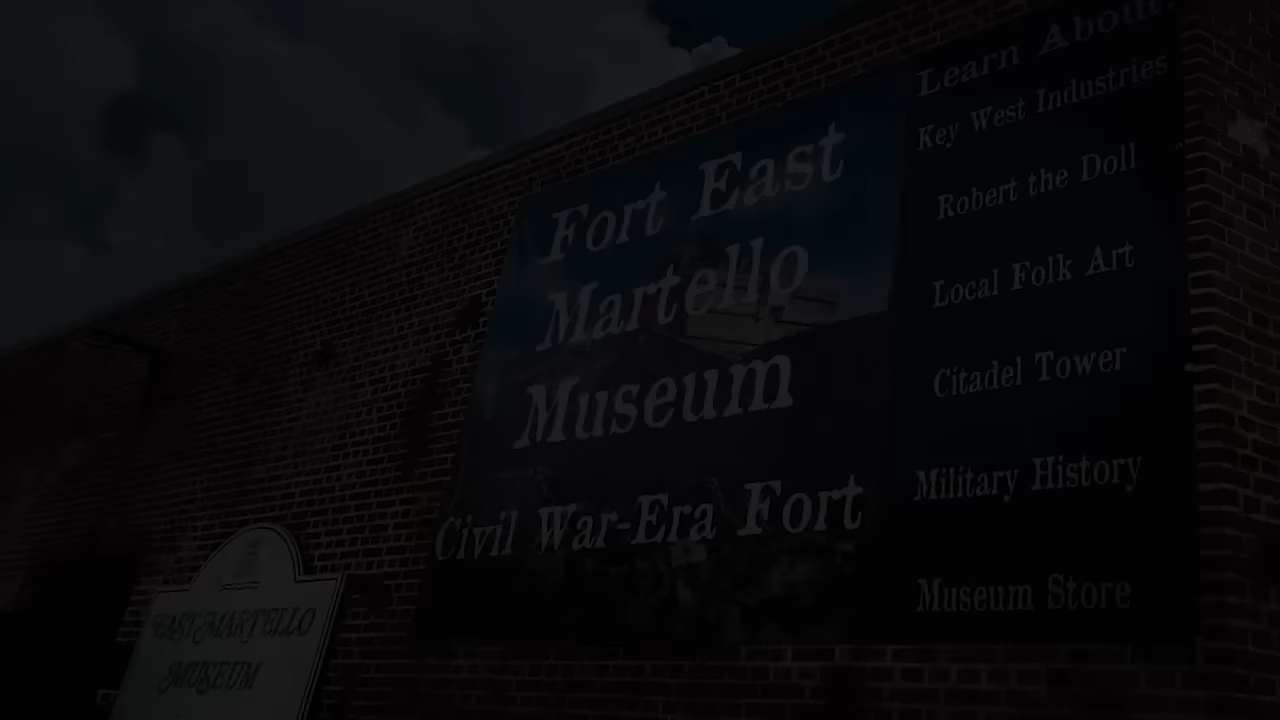 Fort East
Martello
Museum
Civil War-Era Fort
Learn About:
Key West Industries
Robert the Doll
Local Folk Art
Citadel Tower
Military History
Museum Store
EAST MARTELLO
MUSEUM